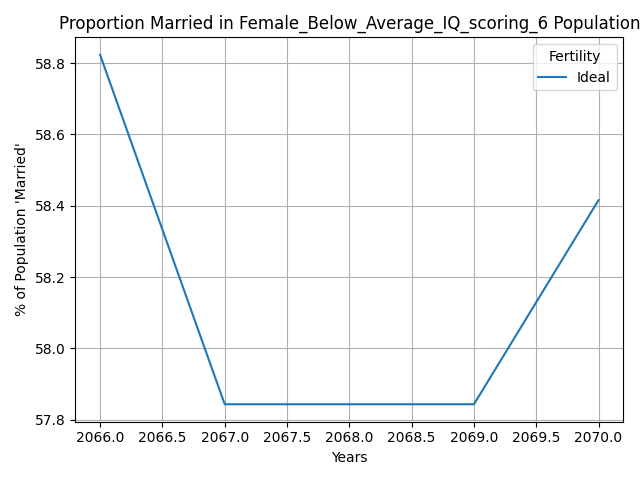 Proportion Married in Female_Below_Average_IQ_scoring_6 Population
Fertility
Ideal
% of Population 'Married'
58.8
58.6
58.4
58.2
58.0
57.8
2066.0 2066.5 2067.0 2067.5 2068.0 2068.5 2069.0 2069.5 2070.0
Years